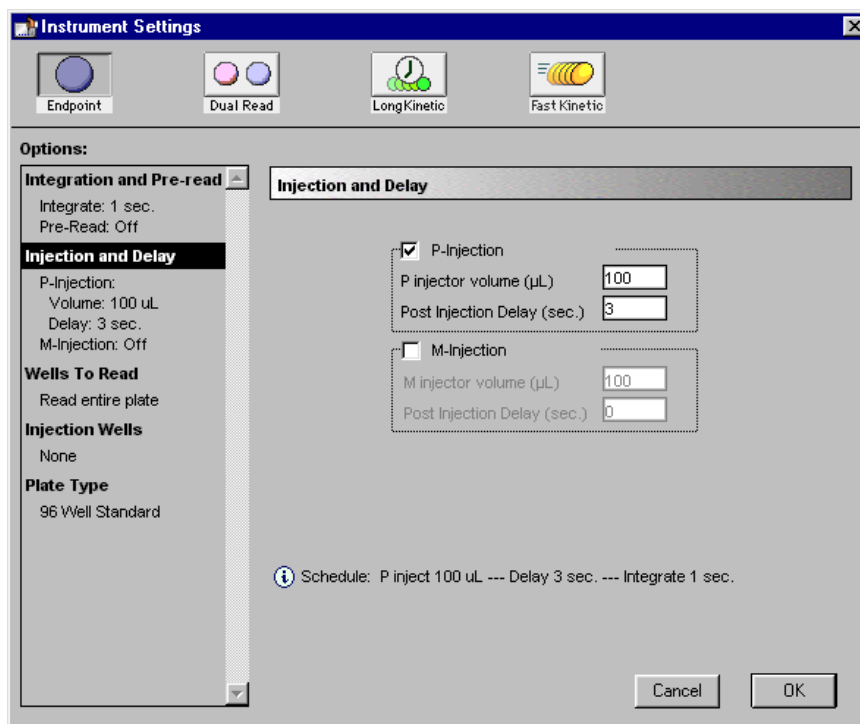 Instrument Settings
Endpoint
Dual Read
Long Kinetic
Fast Kinetic
Options:
Integration and Pre-read
Integrate: 1 sec.
Pre-Read: Off
Injection and Delay
P-Injection:
Volume: 100 uL
Delay: 3 sec.
M-Injection: Off
Wells To Read
Read entire plate
Injection Wells
None
Plate Type
96 Well Standard
Injection and Delay
P-Injection
P injector volume (µL) 100
Post Injection Delay (sec.) 3
M-Injection
M injector volume (µL) 100
Post Injection Delay (sec.) 0
Schedule: P inject 100 uL --- Delay 3 sec. --- Integrate 1 sec.
Cancel OK